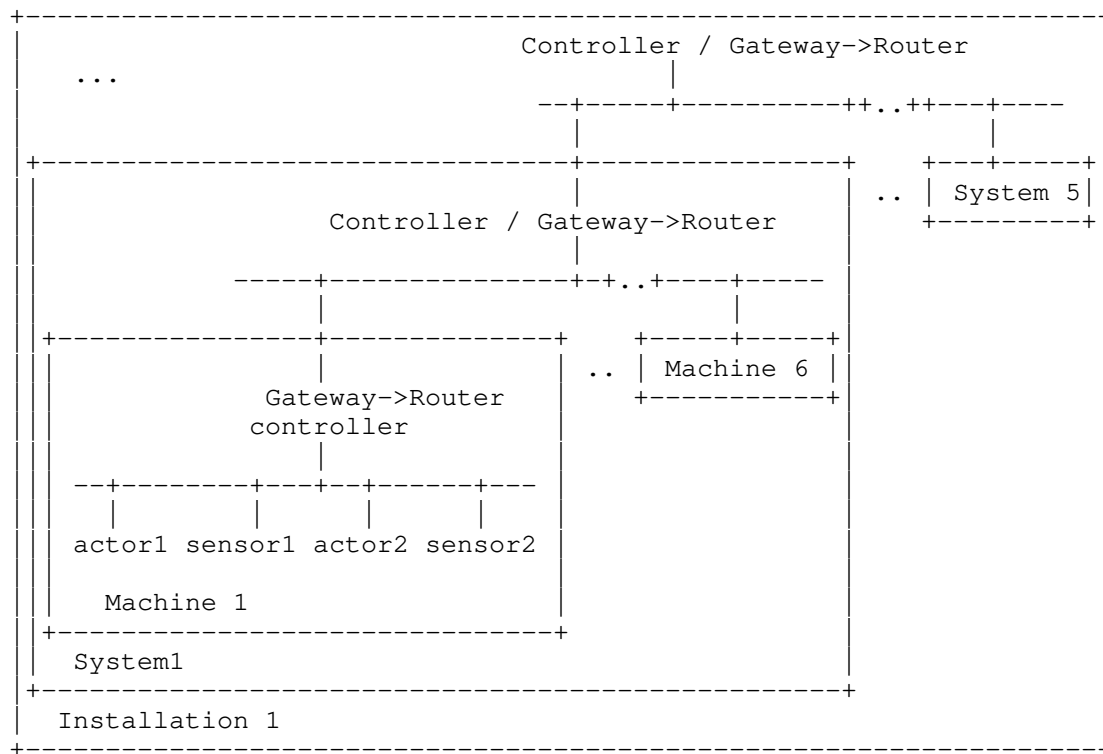 Controller / Gateway->Router
...
--+-----+----------++..++---+----
.. | System 5|
Controller / Gateway->Router
-----+---------------+-+..+----+-----
.. | Machine 6 |
Gateway->Router
controller
--+--------+---+--+------+---
actor1 sensor1 actor2 sensor2
Machine 1
System1
Installation 1